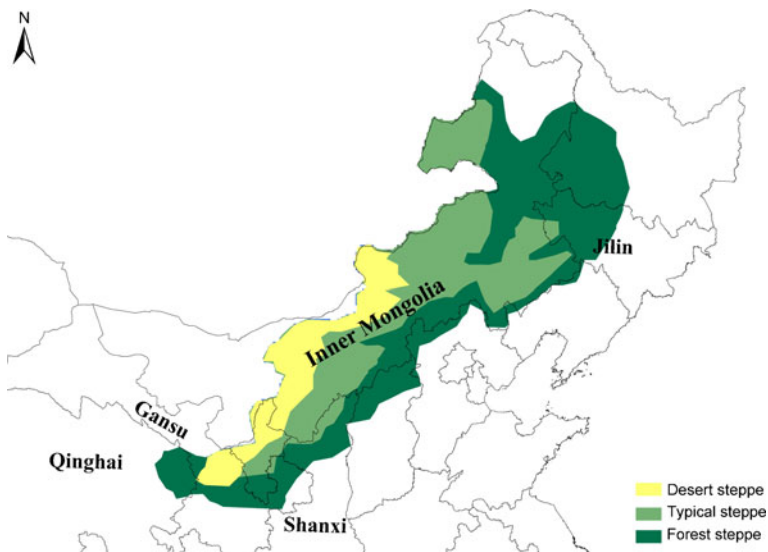 N
Jilin
Inner Mongolia
Gansu
Qinghai
Shanxi
Desert steppe
Typical steppe
Forest steppe